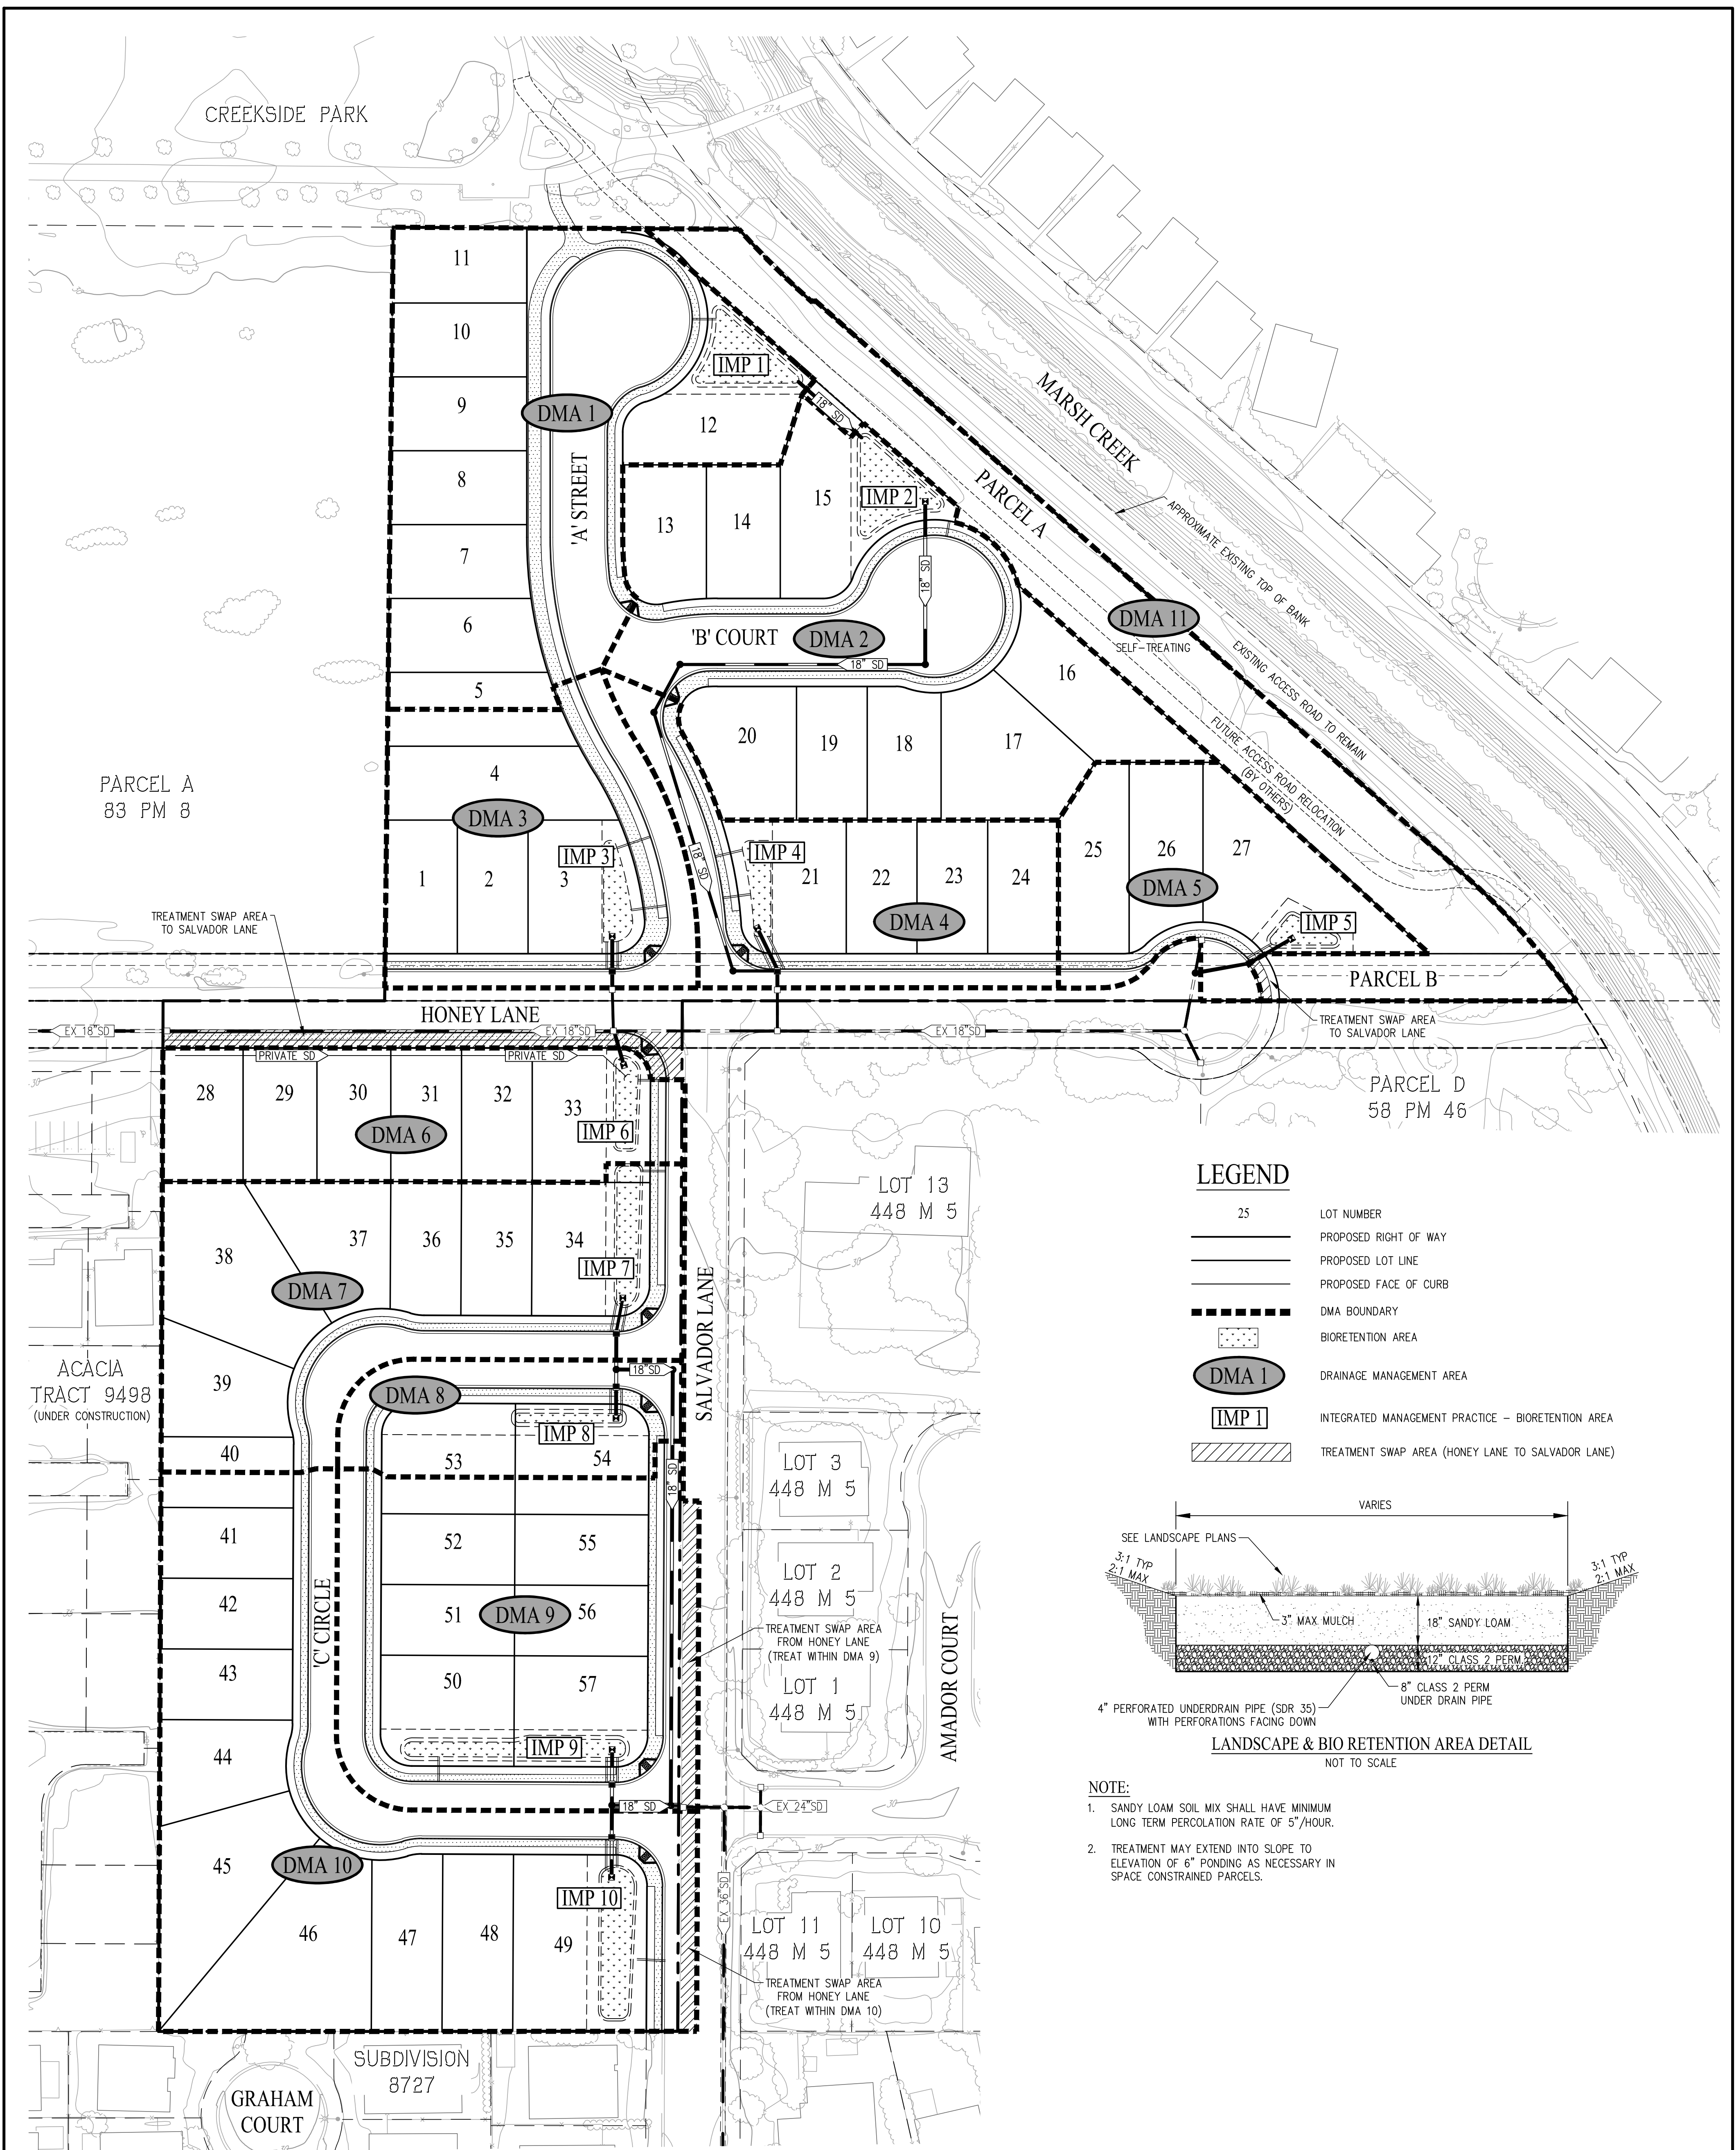 CREEKSIDE PARK
27.4
30
11
10
9
8
7
6
5
4
1
2
3
DMA 1
'A' STREET
IMP 1
12
18" SD
13
14
15
IMP 2
18" SD
'B' COURT
DMA 2
18" SD
PARCEL A
MARSH CREEK
APPROXIMATE EXISTING TOP OF BANK
DMA 11
SELF-TREATING
EXISTING ACCESS ROAD TO REMAIN
FUTURE ACCESS ROAD RELOCATION
(BY OTHERS)
16
17
18
19
20
PARCEL A
83 PM 8
DMA 3
IMP 3
18" SD
IMP 4
21
22
23
24
DMA 4
25
26
27
DMA 5
IMP 5
PARCEL B
TREATMENT SWAP AREA
TO SALVADOR LANE
HONEY LANE
EX 18"SD
EX 18"SD
EX 18"SD
TREATMENT SWAP AREA
TO SALVADOR LANE
PARCEL D
58 PM 46
PRIVATE SD
PRIVATE SD
28
29
30
31
32
33
DMA 6
IMP 6
38
37
36
35
34
DMA 7
IMP 7
SALVADOR LANE
LOT 13
448 M 5
30
ACACIA
TRACT 9498
(UNDER CONSTRUCTION)
39
40
41
42
43
44
45
46
47
48
49
DMA 8
18"SD
IMP 8
53
54
18" SD
52
55
51
DMA 9
56
50
57
IMP 9
'C' CIRCLE
18" SD
EX 24"SD
EX 36"SD
DMA 10
IMP 10
LOT 3
448 M 5
LOT 2
448 M 5
TREATMENT SWAP AREA
FROM HONEY LANE
(TREAT WITHIN DMA 9)
LOT 1
448 M 5
AMADOR COURT
30
LOT 11
448 M 5
LOT 10
448 M 5
TREATMENT SWAP AREA
FROM HONEY LANE
(TREAT WITHIN DMA 10)
SUBDIVISION
8727
GRAHAM
COURT
LEGEND
25 LOT NUMBER
PROPOSED RIGHT OF WAY
PROPOSED LOT LINE
PROPOSED FACE OF CURB
DMA BOUNDARY
BIORETENTION AREA
DMA 1 DRAINAGE MANAGEMENT AREA
IMP 1 INTEGRATED MANAGEMENT PRACTICE - BIORETENTION AREA
TREATMENT SWAP AREA (HONEY LANE TO SALVADOR LANE)
VARIES
SEE LANDSCAPE PLANS
3:1 TYP
2:1 MAX
3:1 TYP
2:1 MAX
3" MAX MULCH
18" SANDY LOAM
12" CLASS 2 PERM.
8" CLASS 2 PERM
UNDER DRAIN PIPE
4" PERFORATED UNDERDRAIN PIPE (SDR 35)
WITH PERFORATIONS FACING DOWN
LANDSCAPE & BIO RETENTION AREA DETAIL
NOT TO SCALE
NOTE:
1. SANDY LOAM SOIL MIX SHALL HAVE MINIMUM
LONG TERM PERCOLATION RATE OF 5"/HOUR.
2. TREATMENT MAY EXTEND INTO SLOPE TO
ELEVATION OF 6" PONDING AS NECESSARY IN
SPACE CONSTRAINED PARCELS.